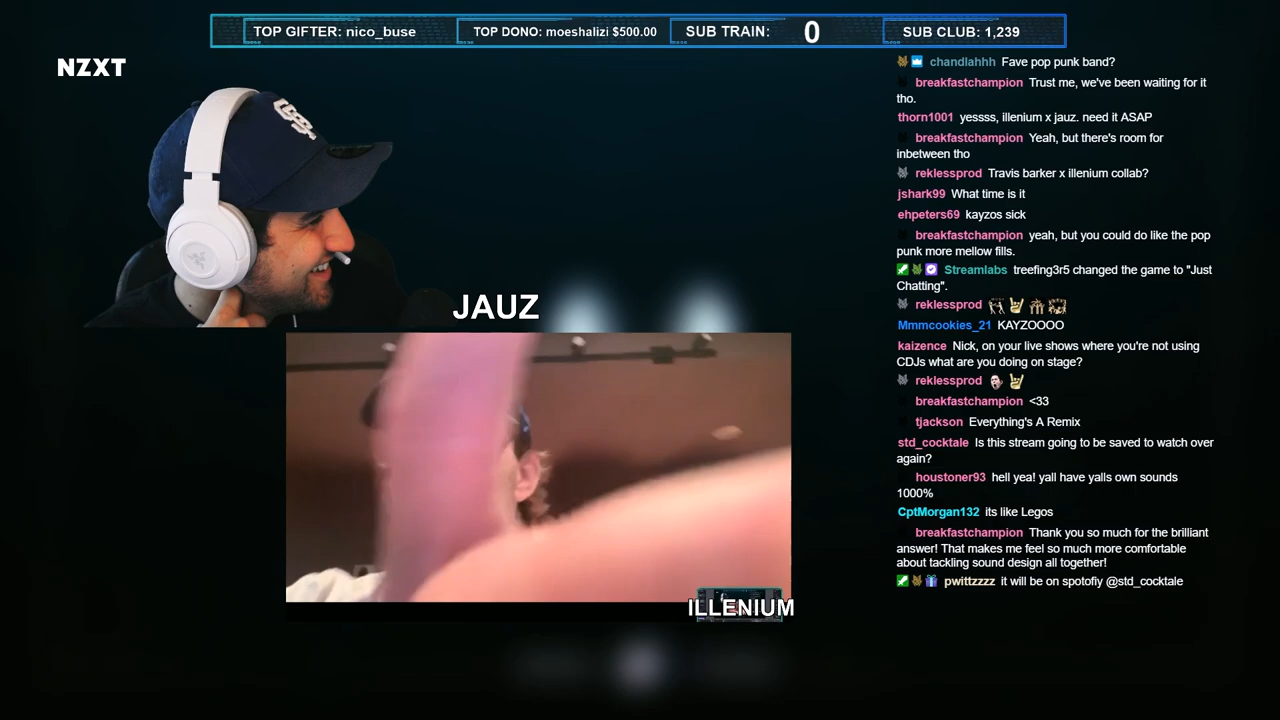 TOP GIFTER: nico_buse
TOP DONO: moeshalizi $500.00
SUB TRAIN: 0
SUB CLUB: 1,239
NZXT
JAUZ
ILLENIUM
chandlahhh Fave pop punk band?
breakfastchampion Trust me, we've been waiting for it
tho.
thorn1001 yessss, illenium x jauz. need it ASAP
breakfastchampion Yeah, but there's room for
inbetween tho
reklessprod Travis barker x illenium collab?
jshark99 What time is it
ehpeters69 kayzos sick
breakfastchampion yeah, but you could do like the pop
punk more mellow fills.
Streamlabs treefing3r5 changed the game to "Just
Chatting".
reklessprod
Mmmcookies_21 KAYZOOOO
kaizence Nick, on your live shows where you're not using
CDJs what are you doing on stage?
reklessprod
breakfastchampion <33
tjackson Everything's A Remix
std_cocktale Is this stream going to be saved to watch over
again?
houstoner93 hell yea! yall have yalls own sounds
1000%
CptMorgan132 its like Legos
breakfastchampion Thank you so much for the brilliant
answer! That makes me feel so much more comfortable
about tackling sound design all together!
pwittzzzz it will be on spotofiy @std_cocktale